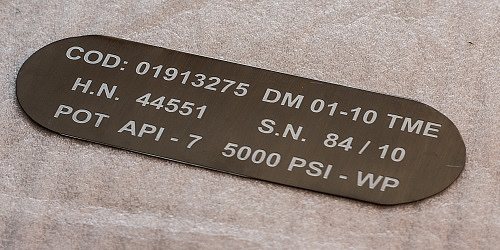 COD: 01913275 DM 01-10 TME
H.N. 44551 S.N. 84 / 10
POT API - 7 5000 PSI - WP